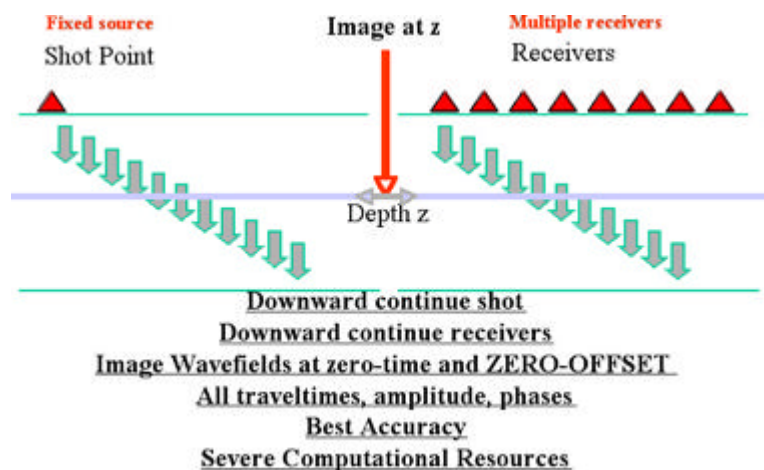 Fixed source
Shot Point
Image at z
Multiple receivers
Receivers
Depth z
Downward continue shot
Downward continue receivers
Image Wavefields at zero-time and ZERO-OFFSET
All traveltimes, amplitude, phases
Best Accuracy
Severe Computational Resources